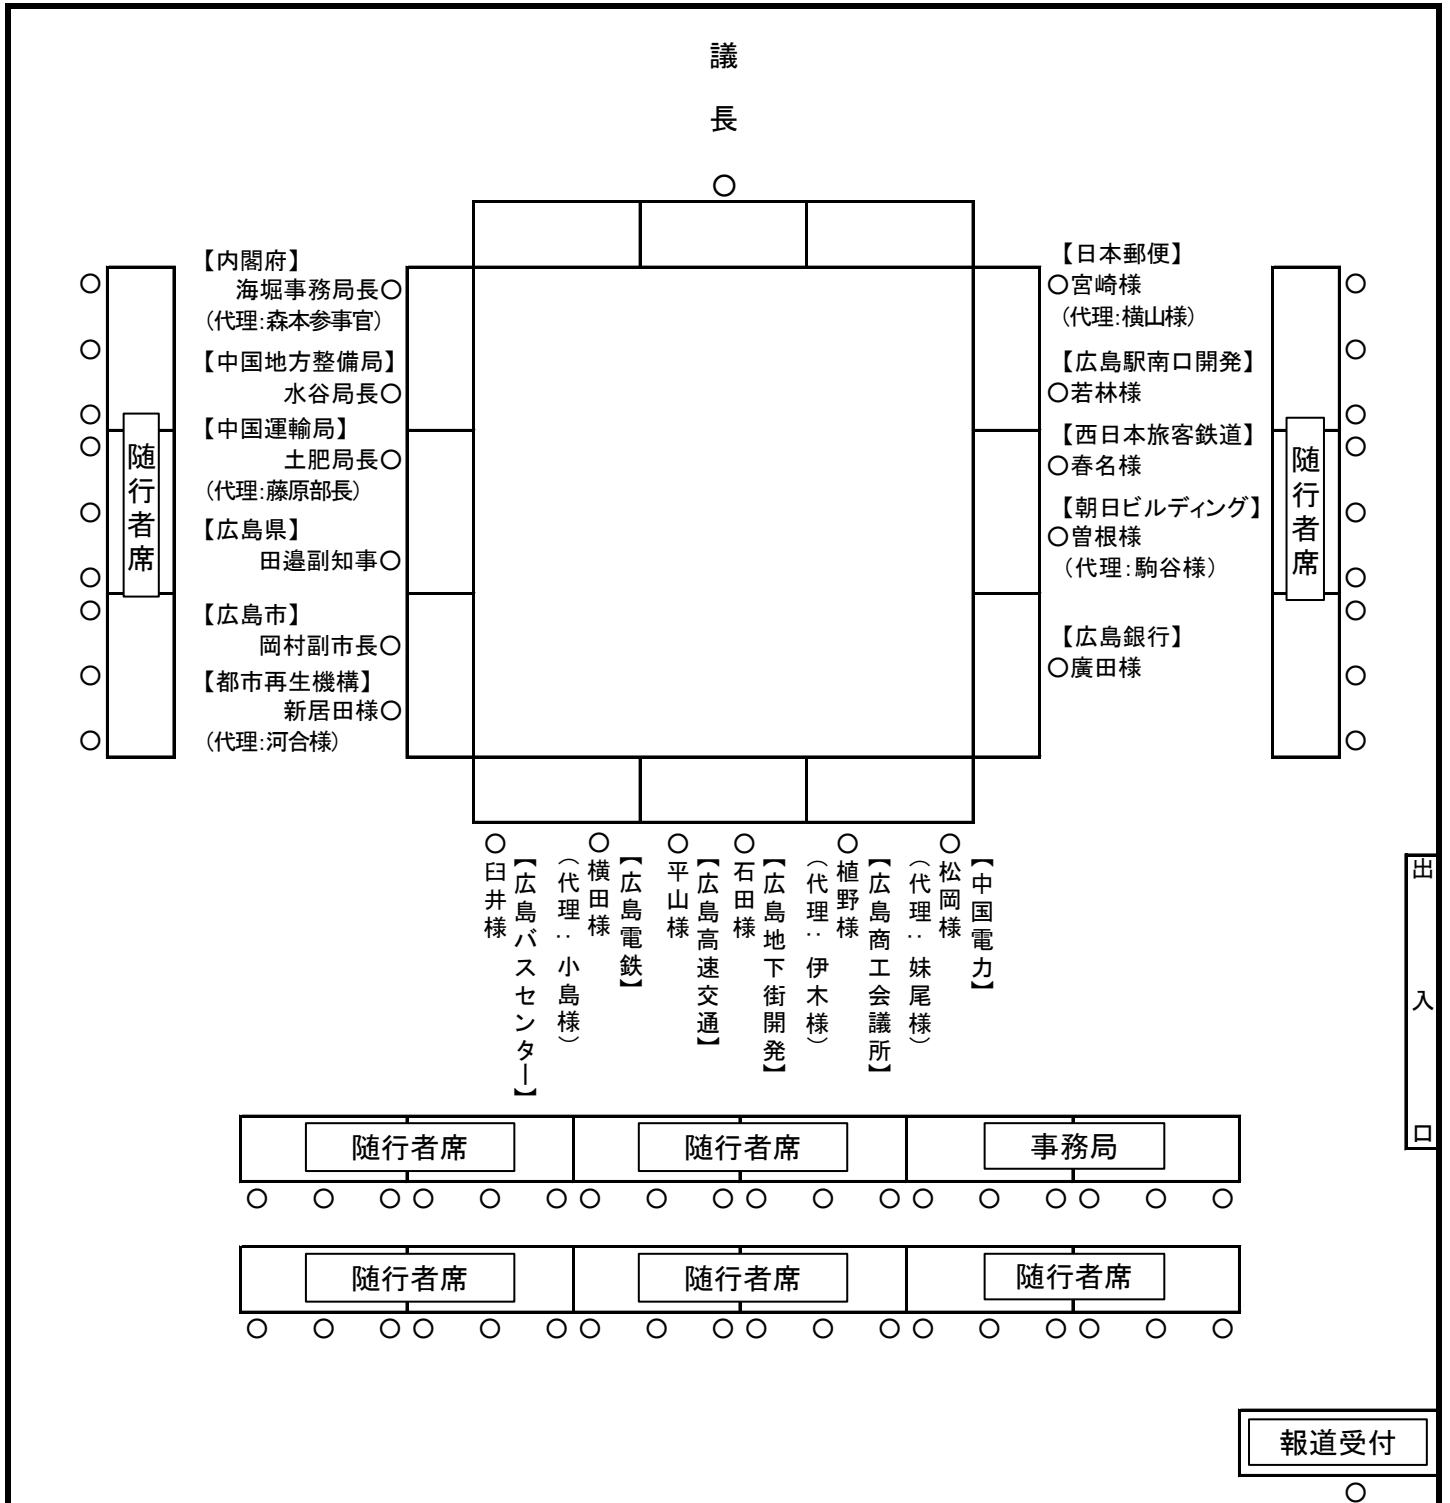 議長
【内閣府】
海堀事務局長○
(代理:森本参事官)
【中国地方整備局】
水谷局長○
【中国運輸局】
土肥局長○
(代理:藤原部長)
【広島県】
田邉副知事○
【広島市】
岡村副市長○
【都市再生機構】
新居田様○
(代理:河合様)
【日本郵便】
○宮崎様
(代理:横山様)
【広島駅南口開発】
○若林様
【西日本旅客鉄道】
○春名様
【朝日ビルディング】
○曽根様
(代理:駒谷様)
【広島銀行】
○廣田様
随行者席
随行者席
【中国電力】
○松岡様
(代理:妹尾様)
【広島商工会議所】
○植野様
(代理:伊木様)
【広島地下街開発】
○石田様
【広島高速交通】
○平山様
【広島電鉄】
○横田様
(代理:小島様)
【広島バスセンター】
○臼井様
出入口
随行者席
随行者席
事務局
随行者席
随行者席
随行者席
報道受付